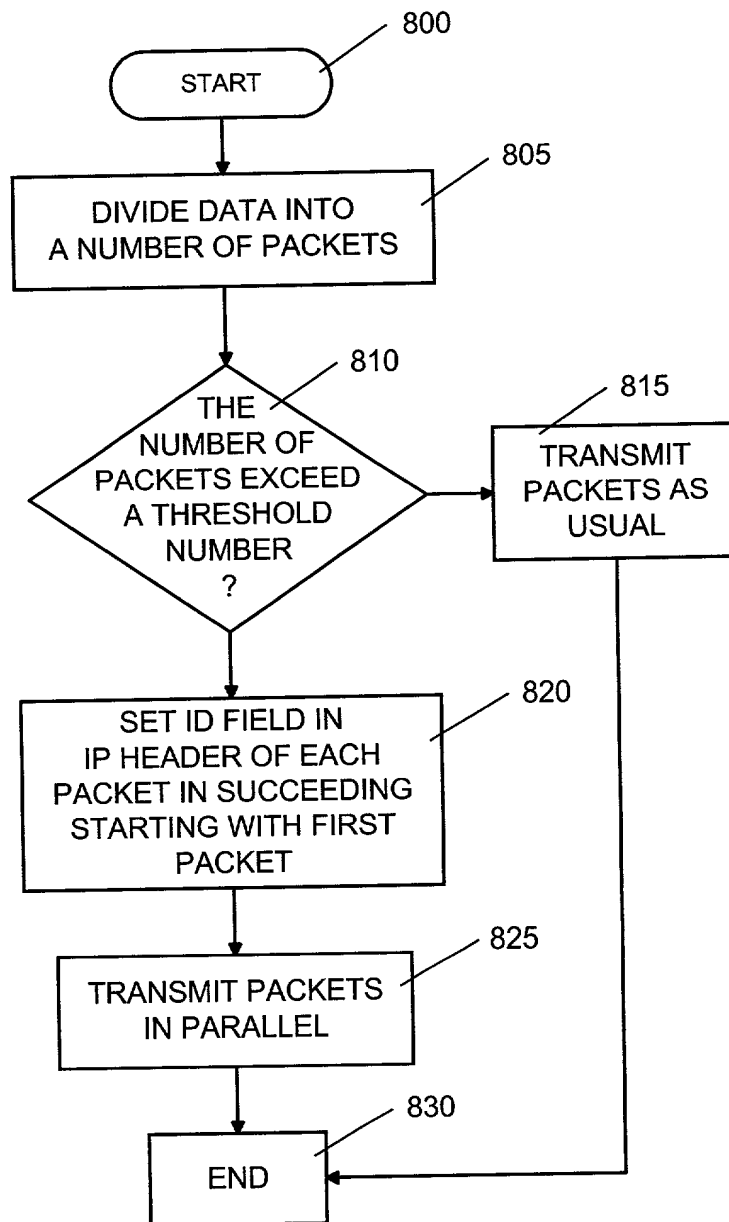 800
START
805
DIVIDE DATA INTO
A NUMBER OF PACKETS
810
THE
NUMBER OF
PACKETS EXCEED
A THRESHOLD
NUMBER
?
815
TRANSMIT
PACKETS AS
USUAL
820
SET ID FIELD IN
IP HEADER OF EACH
PACKET IN SUCCEEDING
STARTING WITH FIRST
PACKET
825
TRANSMIT PACKETS
IN PARALLEL
830
END